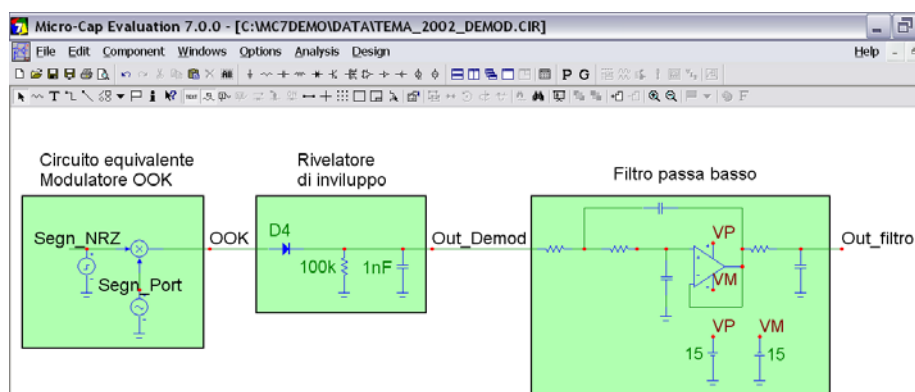 Micro-Cap Evaluation 7.0.0.0 - [C:\MC7DEMO\DATA\TEMA_2002_DEMOD.CIR]
File Edit Component Windows Options Analysis Design Help
P G
T
F
Circuito equivalente
Modulatore OOK
Rivelatore
di inviluppo
Filtro passa basso
Segn_NRZ
OOK
D4
Out_Demod
VP
Out_filtro
100k
1nF
Segn_Port
VM
VP VM
15 15